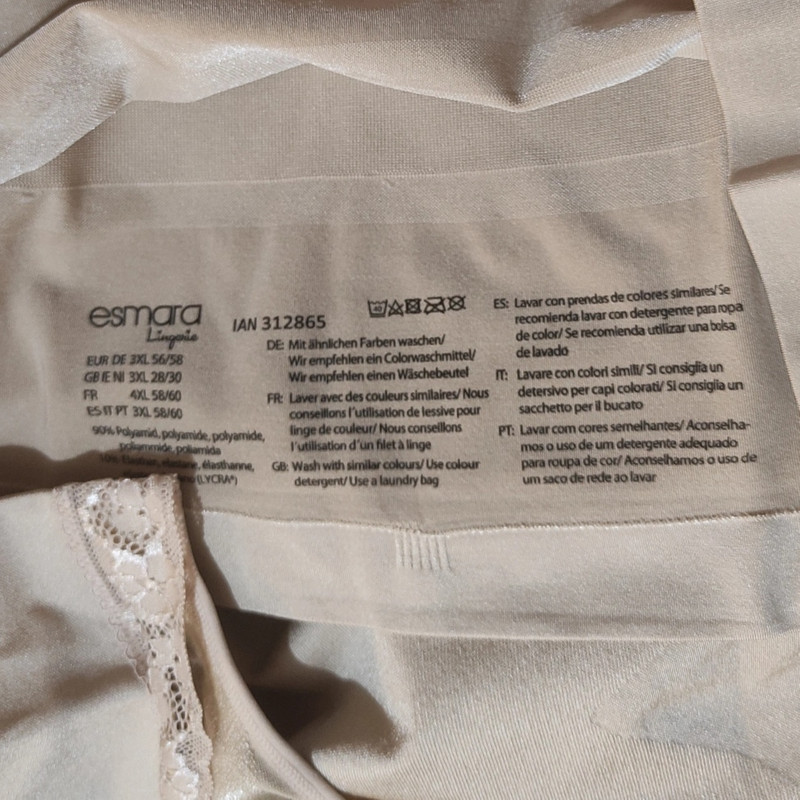 esmara
Lingerie
IAN 312865
EUR DE 3XL 56/58
GB IE NI 3XL 28/30
FR 4XL 58/60
ES IT PT 3XL 58/60
90% Polyamid, polyamide, polyamide,
poliammide, poliamida
élasthanne,
(LYCRA®)
DE: Mit ähnlichen Farben waschen/
Wir empfehlen ein Colorwaschmittel/
Wir empfehlen einen Wäschebeutel
FR: Laver avec des couleurs similaires/ Nous
conseillons l'utilisation de lessive pour
linge de couleur/ Nous conseillons
l'utilisation d'un filet à linge
GB: Wash with similar colours/ Use colour
detergent/ Use a laundry bag
ES: Lavar con prendas de colores similares/ Se
recomienda lavar con detergente para ropa
de color/ Se recomienda utilizar una bolsa
de lavado
IT: Lavare con colori simili/ Si consiglia un
detersivo per capi colorati/ Si consiglia un
sacchetto per il bucato
PT: Lavar com cores semelhantes/ Aconselha-
mos o uso de um detergente adequado
para roupa de cor/ Aconselhamos o uso de
um saco de rede ao lavar